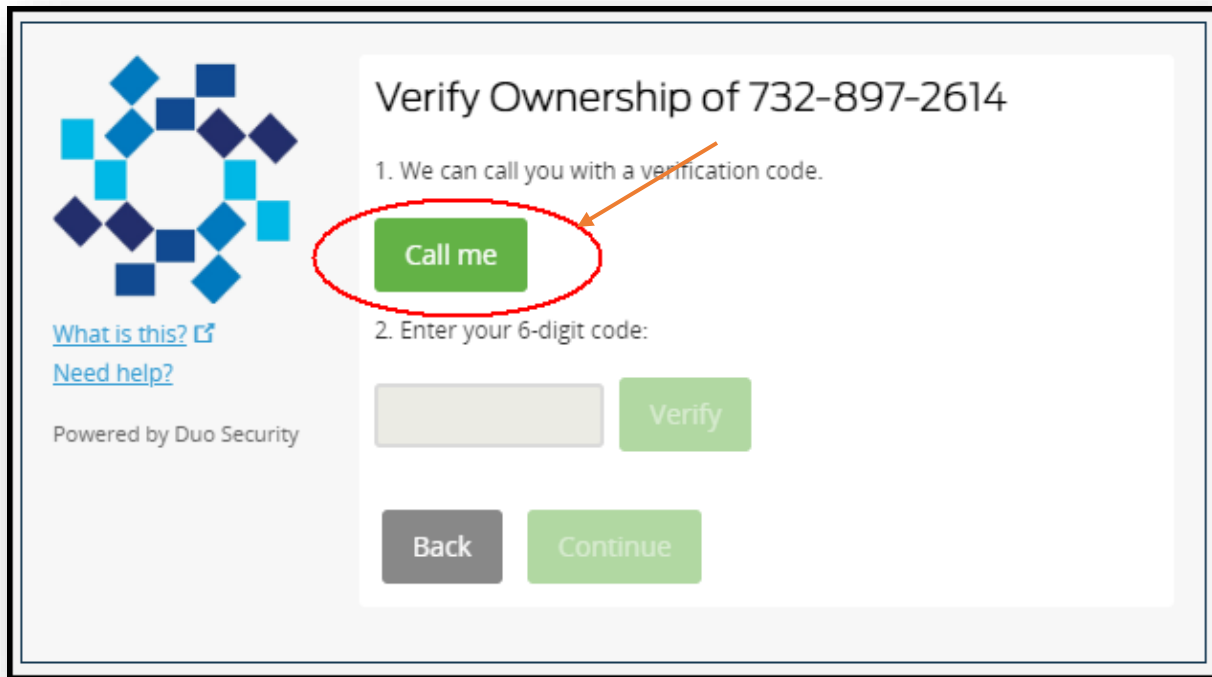 Verify Ownership of 732-897-2614
1. We can call you with a verification code.
Call me
2. Enter your 6-digit code:
Verify
Back
Continue
What is this?
Need help?
Powered by Duo Security